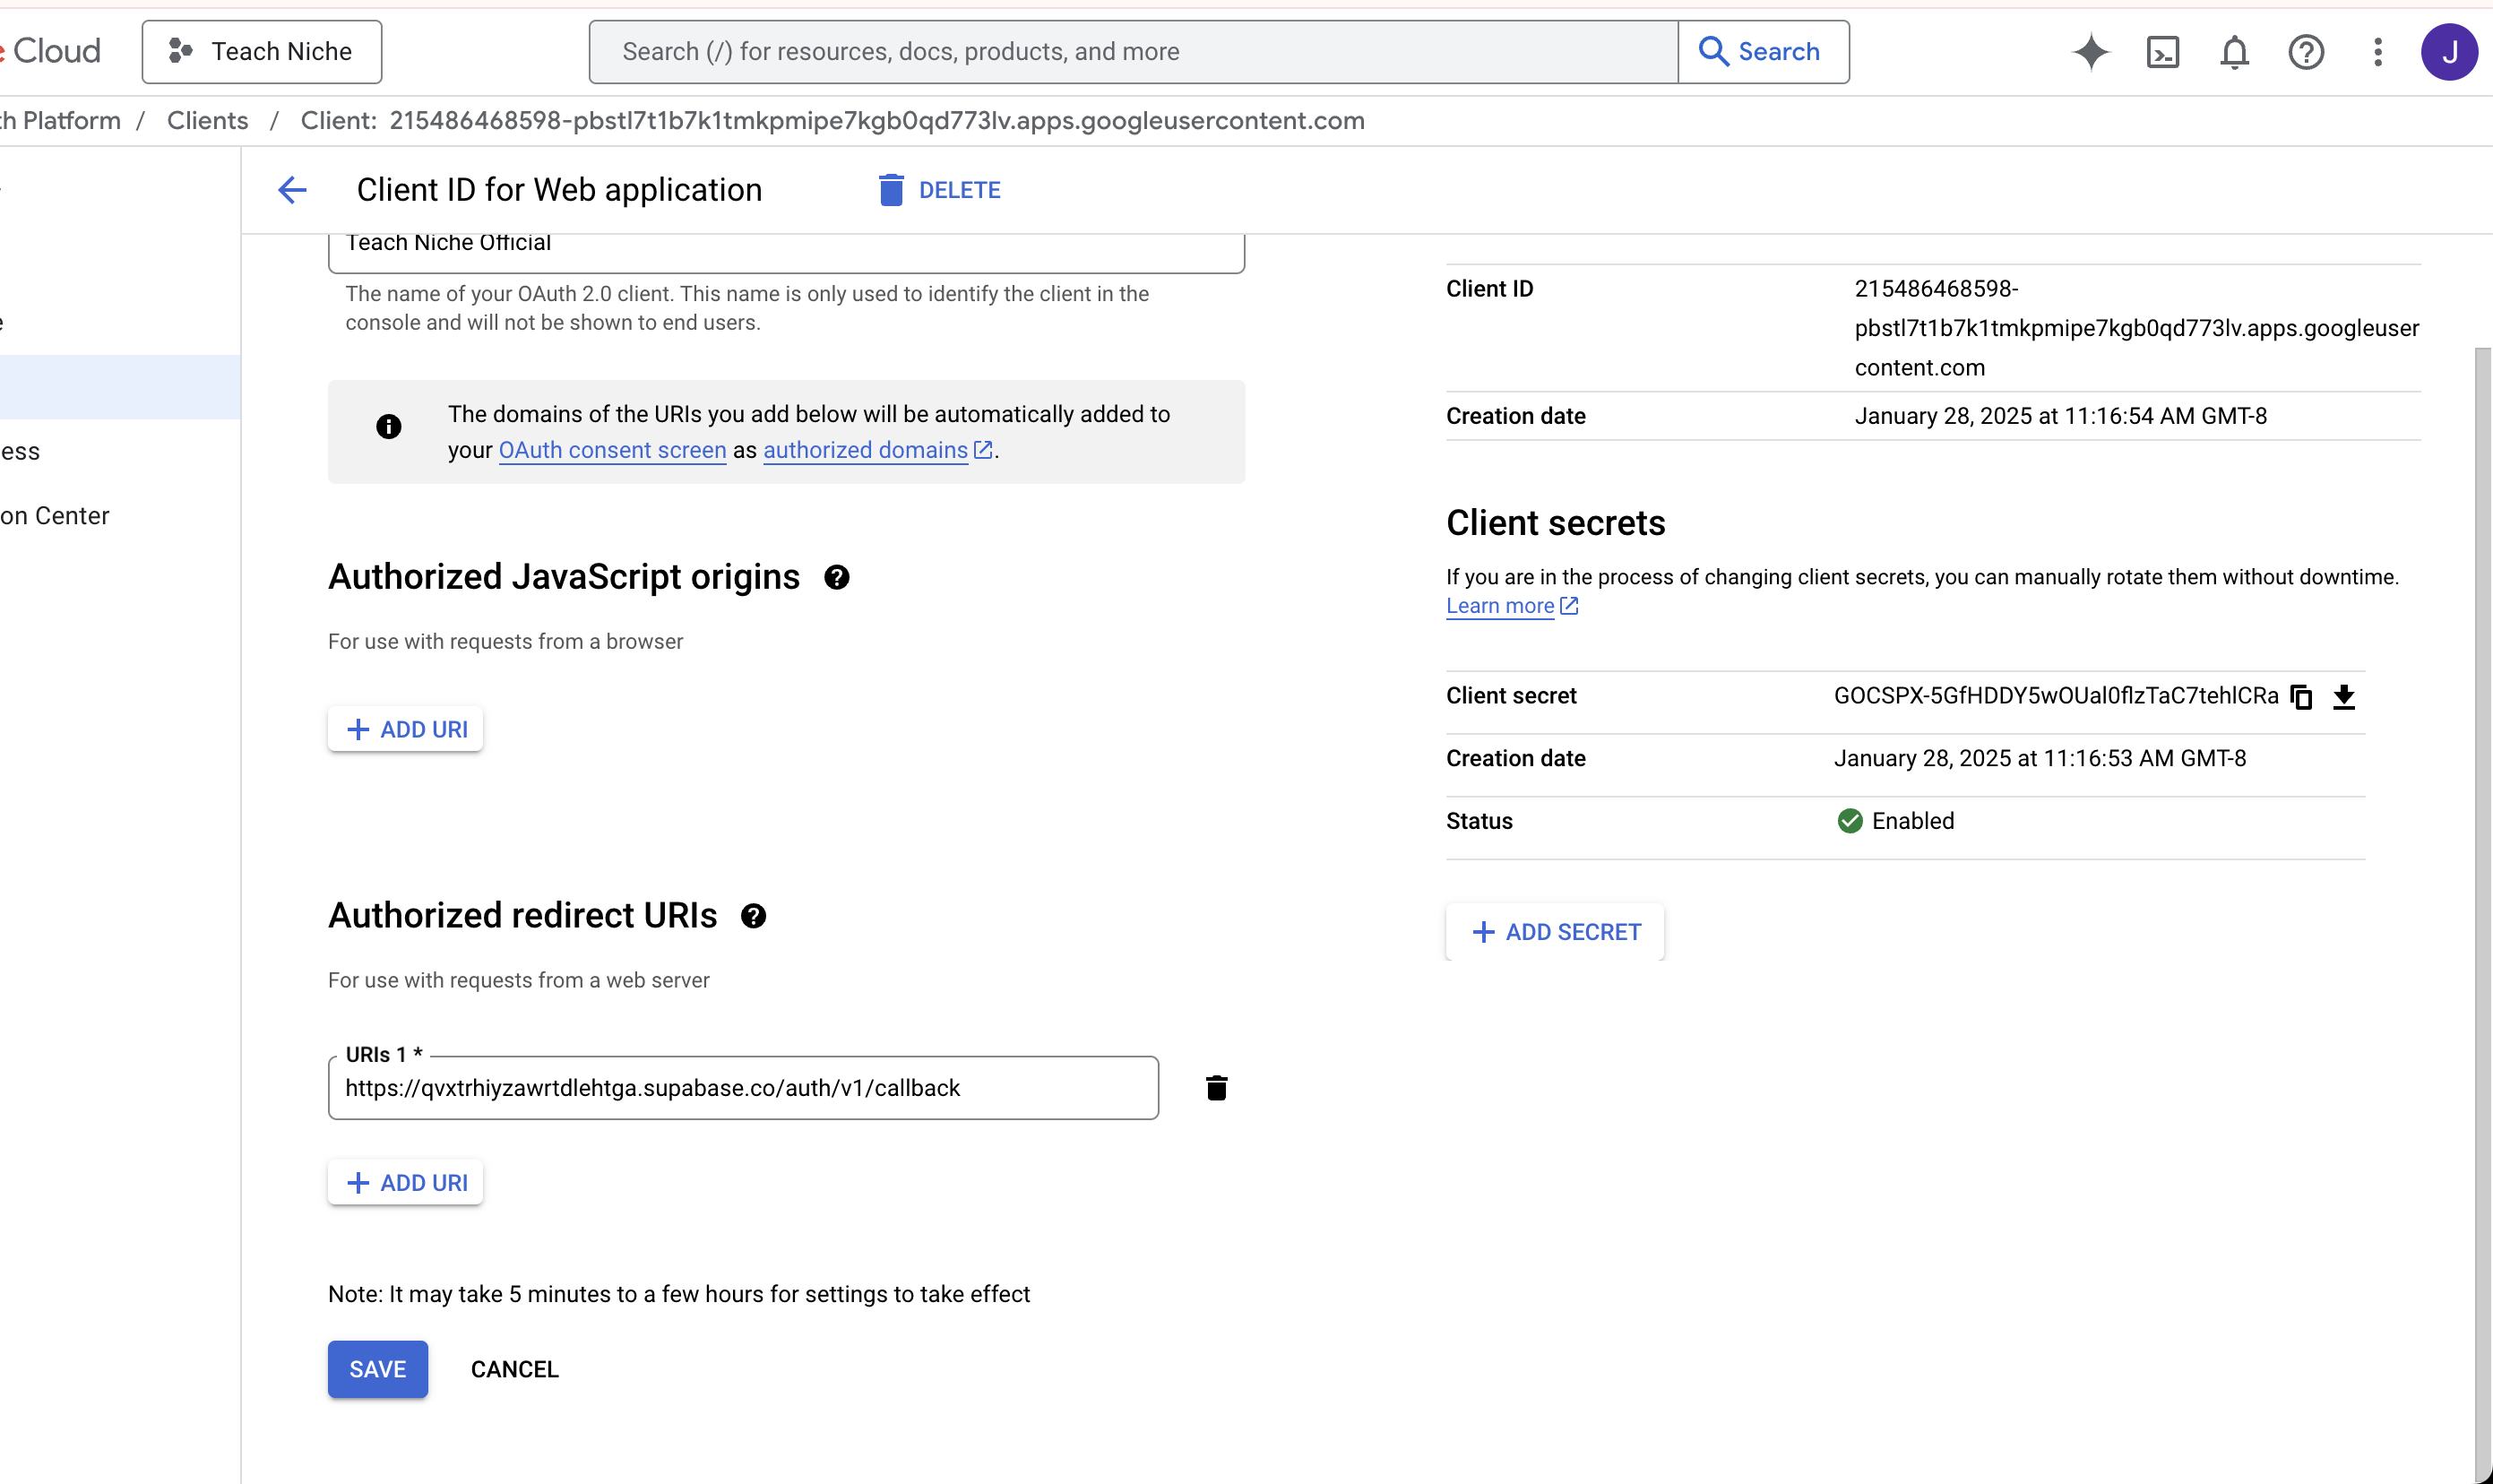 Cloud
Teach Niche
Search (/) for resources, docs, products, and more
Search
J
th Platform / Clients / Client: 215486468598-pbstl7t1b7k1tmkpmipe7kgb0qd773lv.apps.googleusercontent.com
Client ID for Web application
DELETE
ess
on Center
Teach Niche Official
The name of your OAuth 2.0 client. This name is only used to identify the client in the
console and will not be shown to end users.
The domains of the URIs you add below will be automatically added to
your OAuth consent screen as authorized domains.
Authorized JavaScript origins
For use with requests from a browser
ADD URI
Authorized redirect URIs
For use with requests from a web server
URIs 1 *
https://qvxtrhiyzawrtdlehtga.supabase.co/auth/v1/callback
ADD URI
Note: It may take 5 minutes to a few hours for settings to take effect
SAVE
CANCEL
Client ID
215486468598-
pbstl7t1b7k1tmkpmipe7kgb0qd773lv.apps.googleuser
content.com
Creation date
January 28, 2025 at 11:16:54 AM GMT-8
Client secrets
If you are in the process of changing client secrets, you can manually rotate them without downtime.
Learn more
Client secret
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
Creation date
January 28, 2025 at 11:16:53 AM GMT-8
Status
Enabled
ADD SECRET